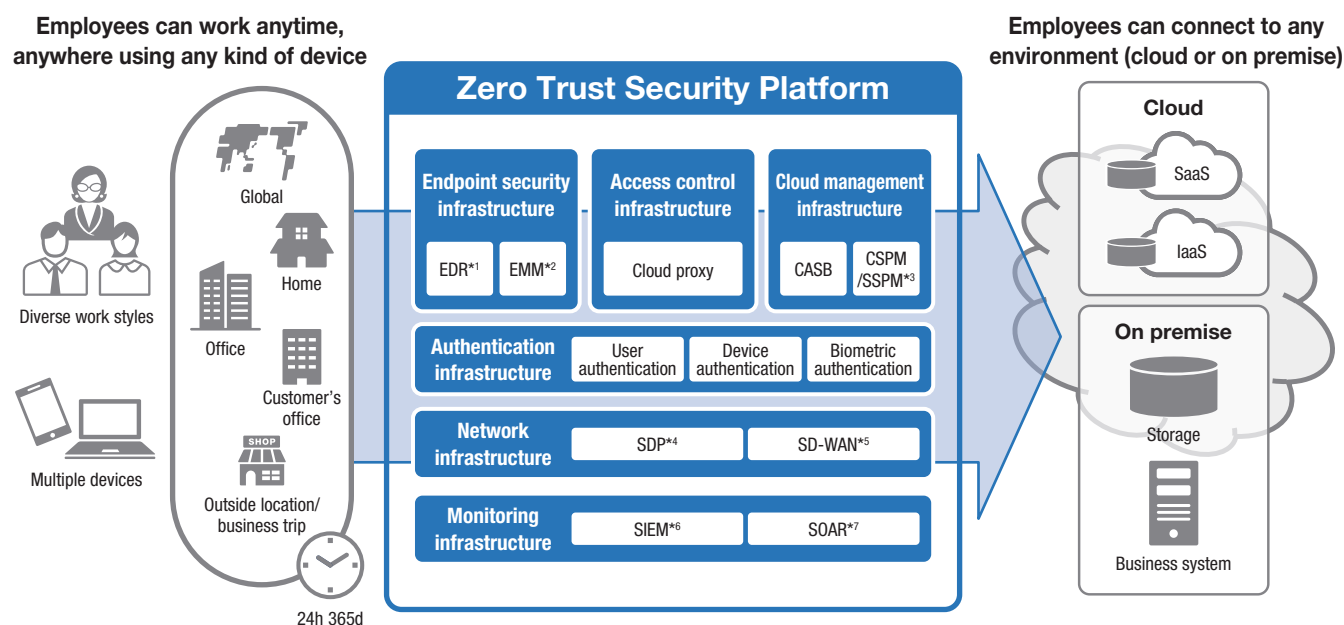 Employees can work anytime,
anywhere using any kind of device
Global
Home
Office
Customer's
office
SHOP
Outside location/
business trip
24h 365d
Diverse work styles
Multiple devices
Zero Trust Security Platform
Endpoint security
infrastructure
EDR*1
EMM*2
Access control
infrastructure
Cloud proxy
Cloud management
infrastructure
CASB
CSPM
/SSPM*3
Authentication
infrastructure
User
authentication
Device
authentication
Biometric
authentication
Network
infrastructure
SDP*4
SD-WAN*5
Monitoring
infrastructure
SIEM*6
SOAR*7
Employees can connect to any
environment (cloud or on premise)
Cloud
SaaS
IaaS
On premise
Storage
Business system